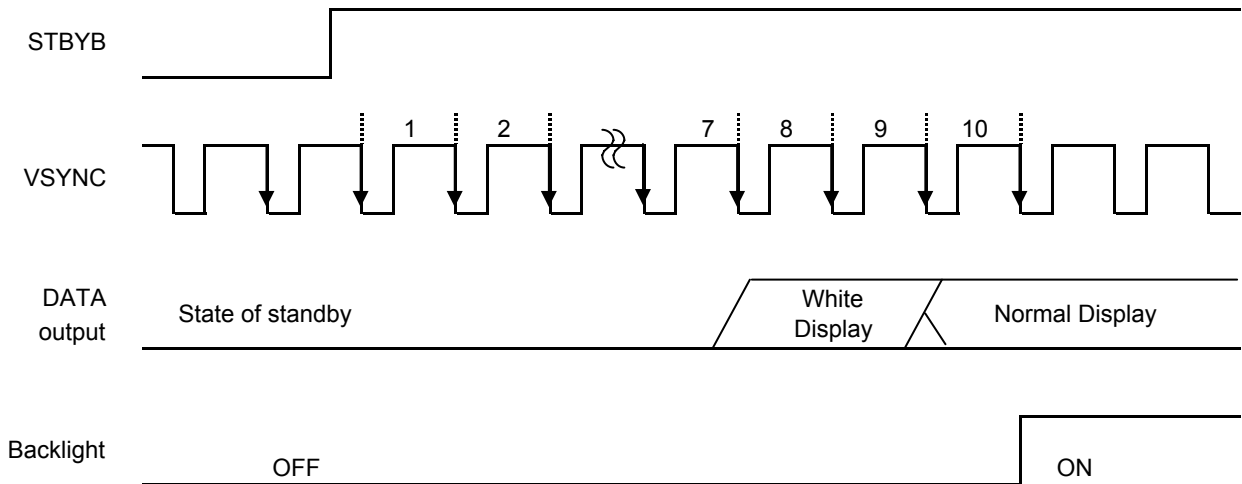 STBYB
1 2 7 8 9 10
VSYNC
DATA
output
State of standby
White
Display
Normal Display
Backlight
OFF
ON